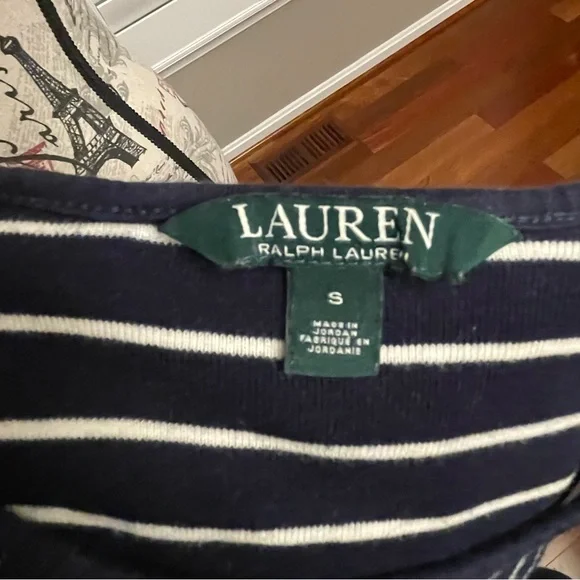 LAUREN
RALPH LAUREN
S
MADE IN
JORDAN
FABRIQUE EN
JORDANIE